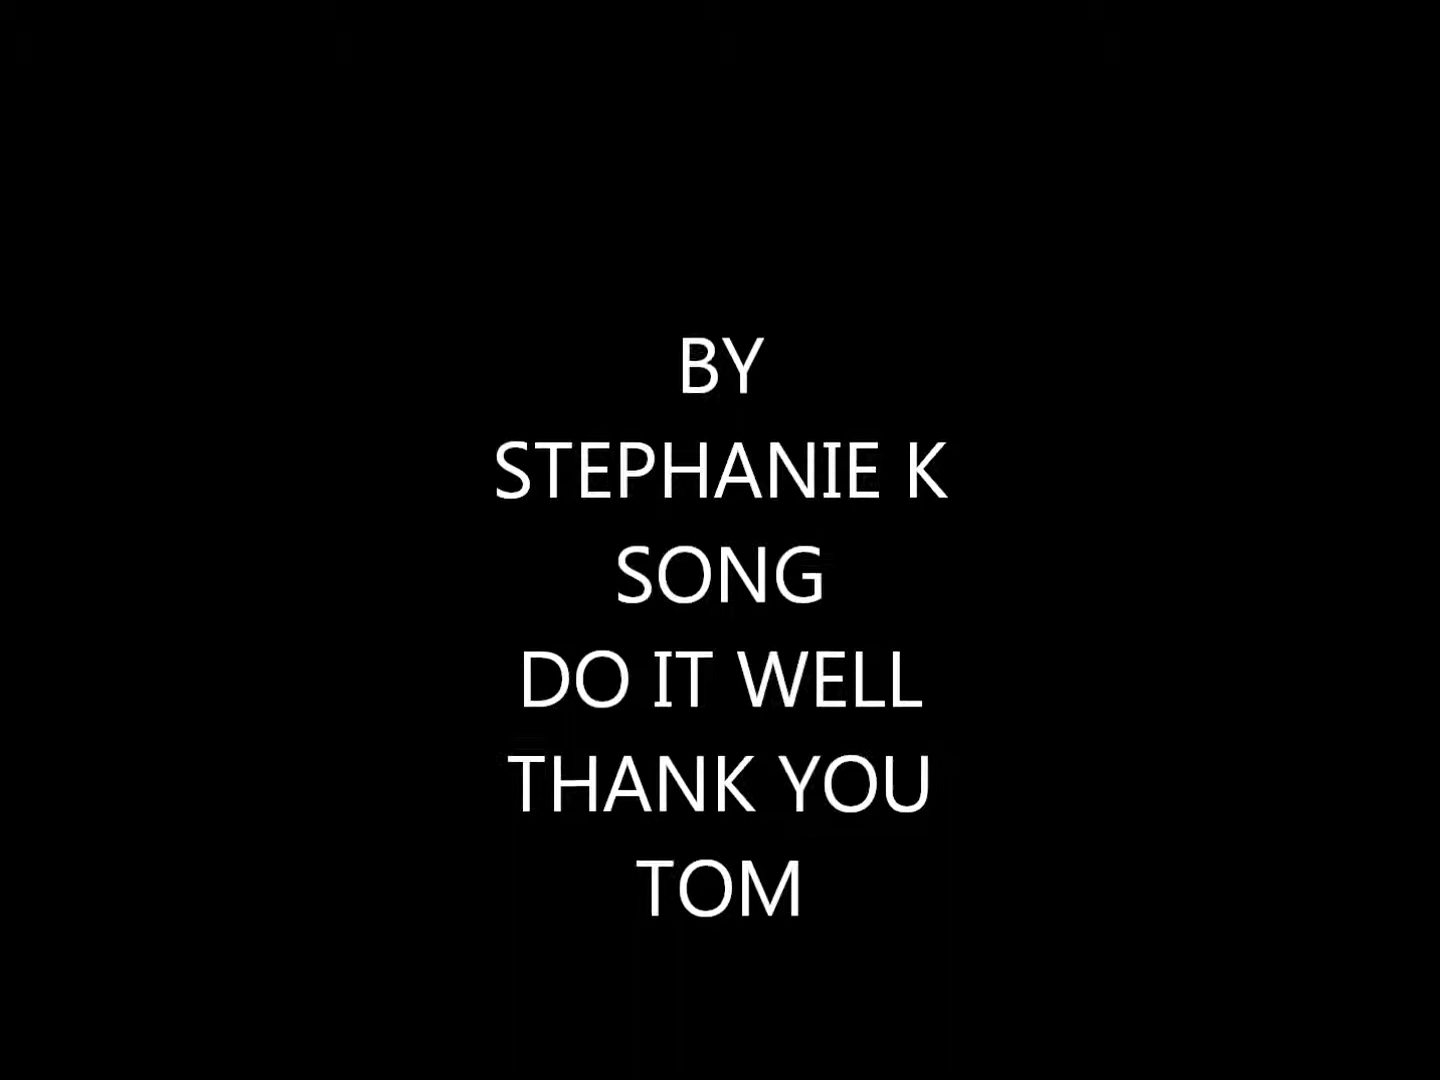 BY
STEPHANIE K
SONG
DO IT WELL
THANK YOU
TOM